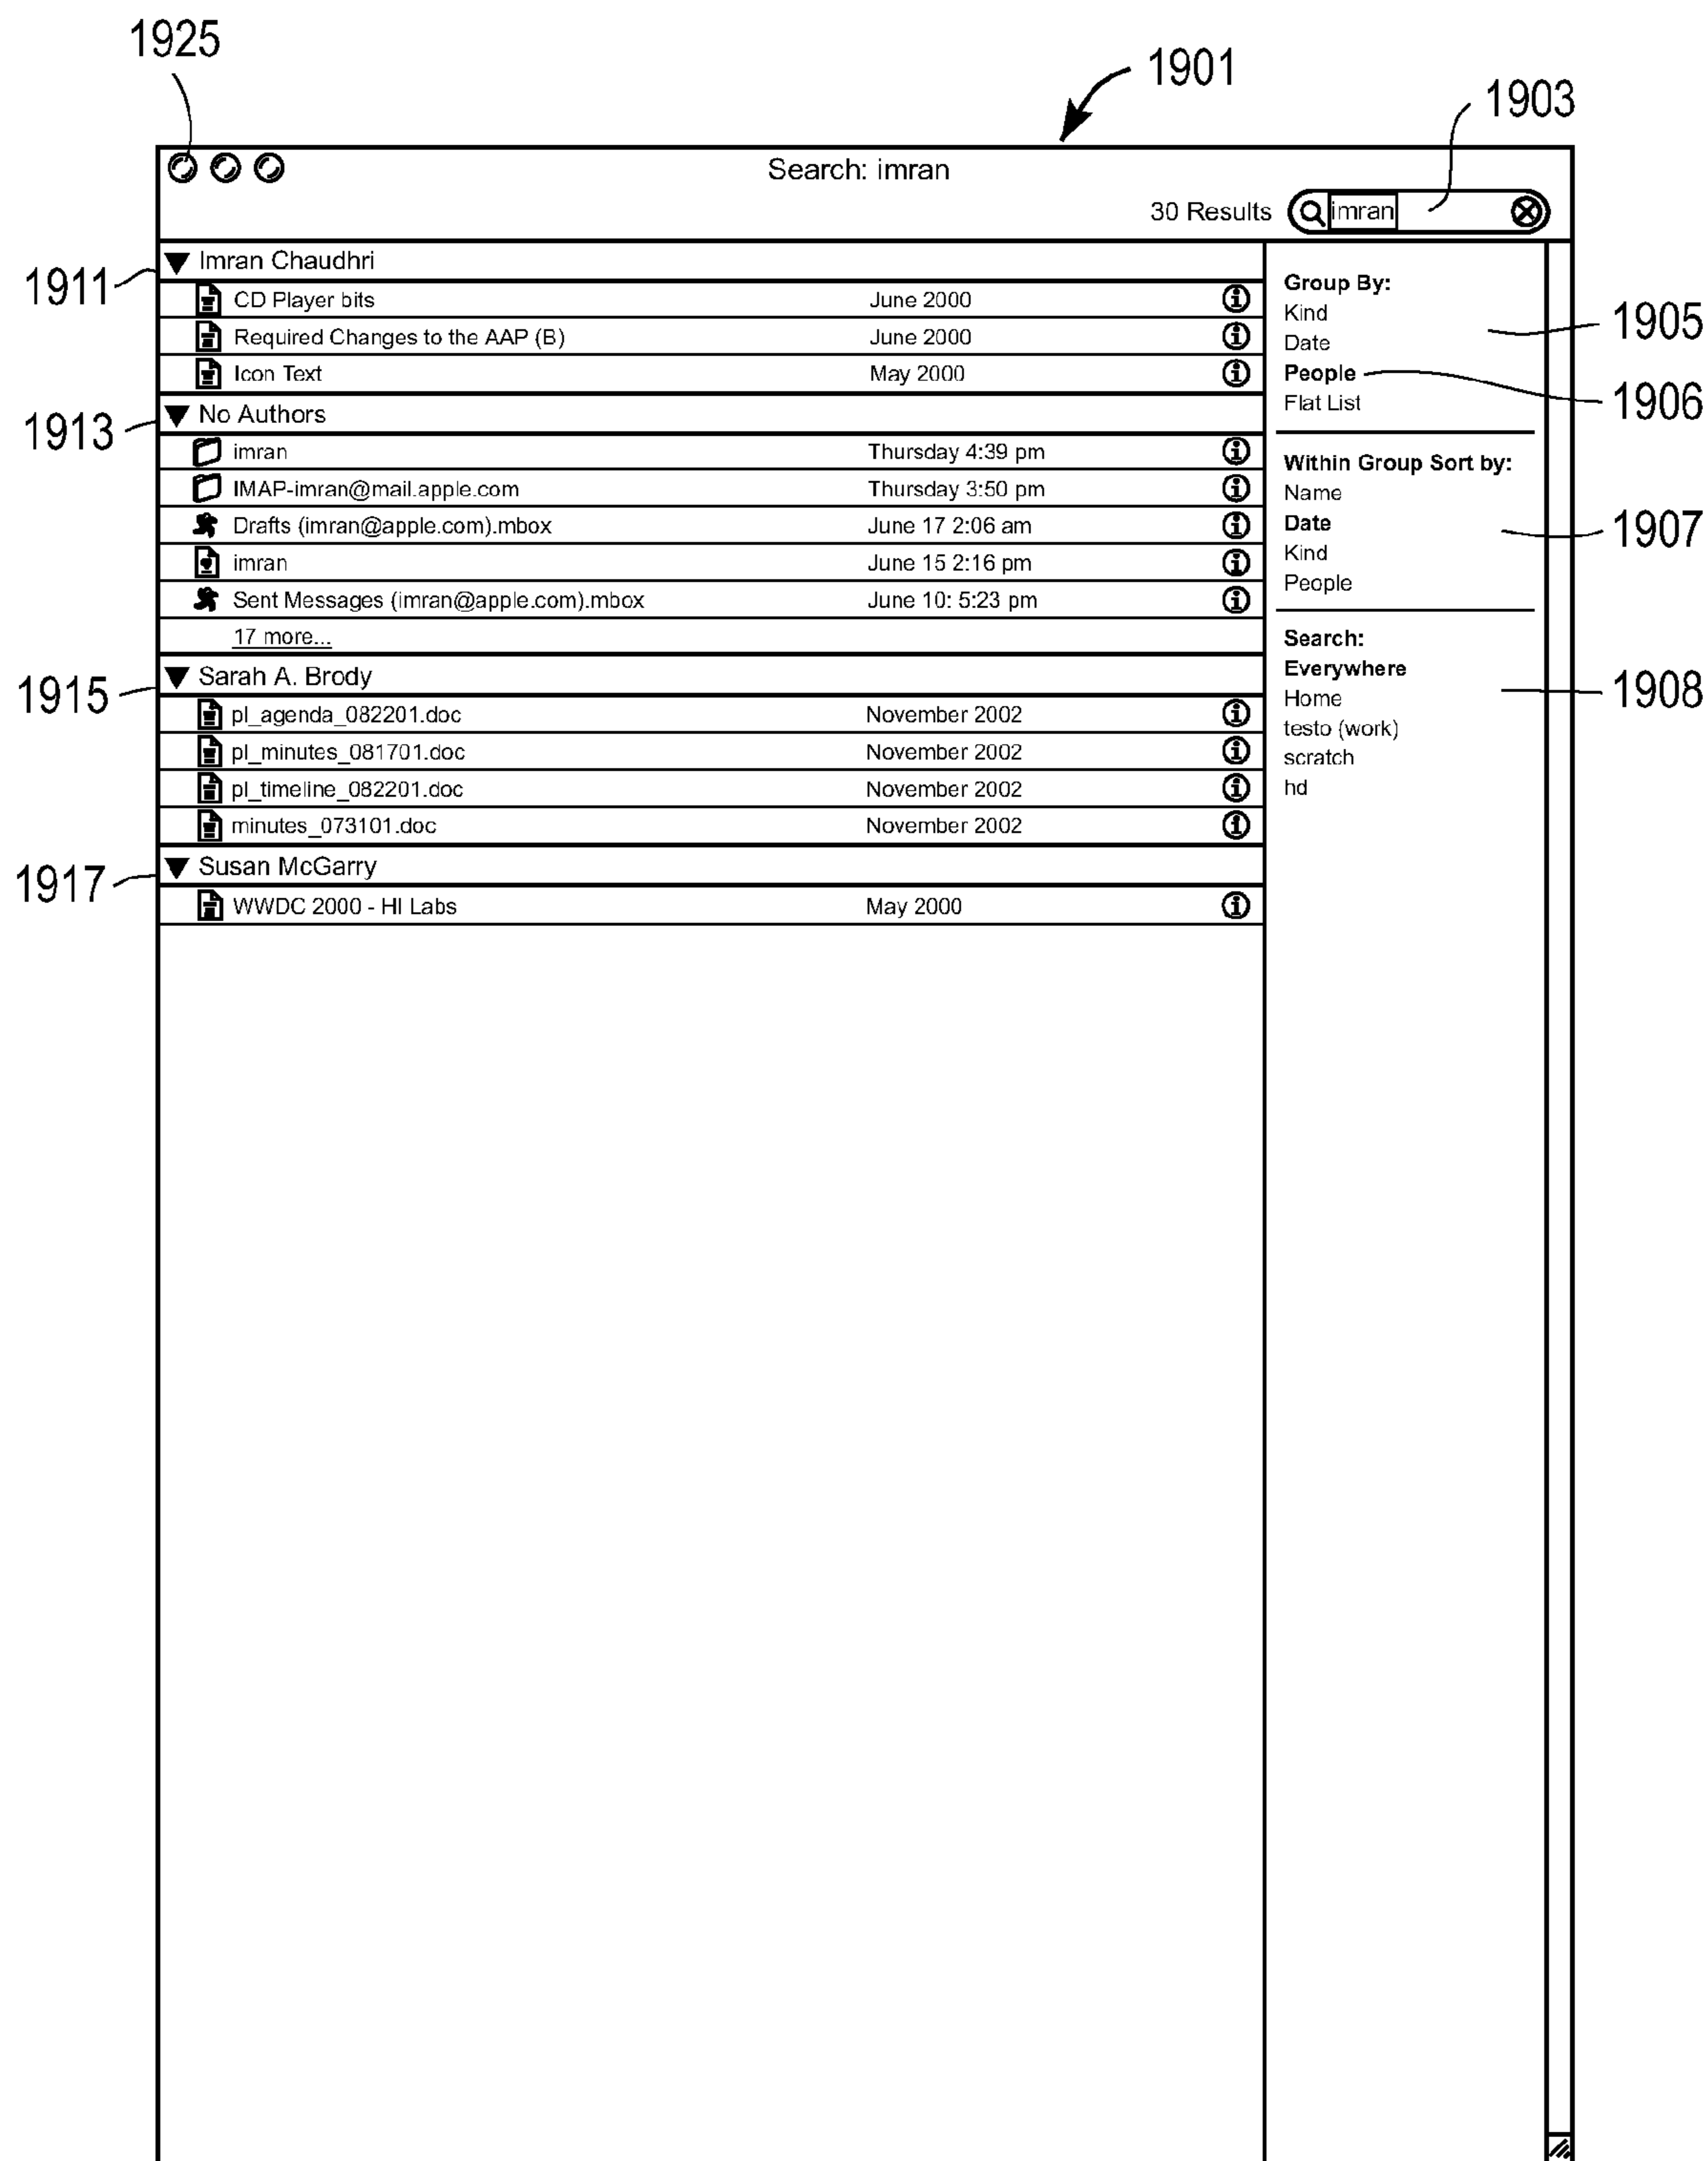 1925
1901
1903
Search: imran
30 Results imran
1911
Imran Chaudhri
CD Player bits June 2000
Required Changes to the AAP (B) June 2000
Icon Text May 2000
1913
No Authors
imran Thursday 4:39 pm
IMAP-imran@mail.apple.com Thursday 3:50 pm
Drafts (imran@apple.com).mbox June 17 2:06 am
imran June 15 2:16 pm
Sent Messages (imran@apple.com).mbox June 10: 5:23 pm
17 more...
1915
Sarah A. Brody
pl_agenda_082201.doc November 2002
pl_minutes_081701.doc November 2002
pl_timeline_082201.doc November 2002
minutes_073101.doc November 2002
1917
Susan McGarry
WWDC 2000 - HI Labs May 2000
Group By:
Kind
Date
People
Flat List
1905
1906
Within Group Sort by:
Name
Date
Kind
People
1907
Search:
Everywhere
Home
testo (work)
scratch
hd
1908